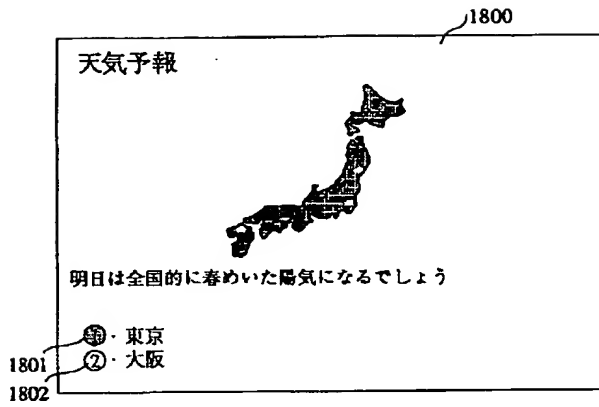 1800
天気予報
明日は全国的に春めいた陽気になるでしょう
①・東京
1801
②・大阪
1802